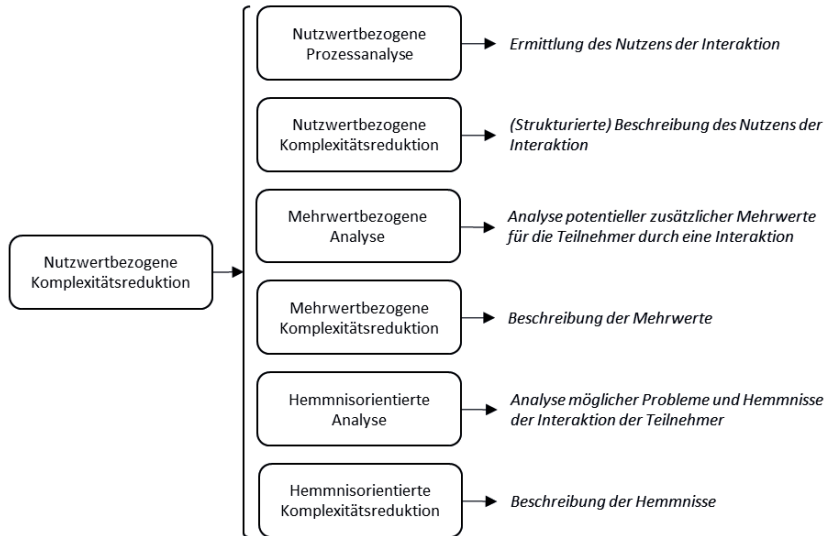 Nutzwertbezogene
Prozessanalyse
Ermittlung des Nutzens der Interaktion
Nutzwertbezogene
Komplexitätsreduktion
(Strukturierte) Beschreibung des Nutzens der
Interaktion
Mehrwertbezogene
Analyse
Analyse potentieller zusätzlicher Mehrwerte
für die Teilnehmer durch eine Interaktion
Nutzwertbezogene
Komplexitätsreduktion
Mehrwertbezogene
Komplexitätsreduktion
Beschreibung der Mehrwerte
Hemmnisorientierte
Analyse
Analyse möglicher Probleme und Hemmnisse
der Interaktion der Teilnehmer
Hemmnisorientierte
Komplexitätsreduktion
Beschreibung der Hemmnisse